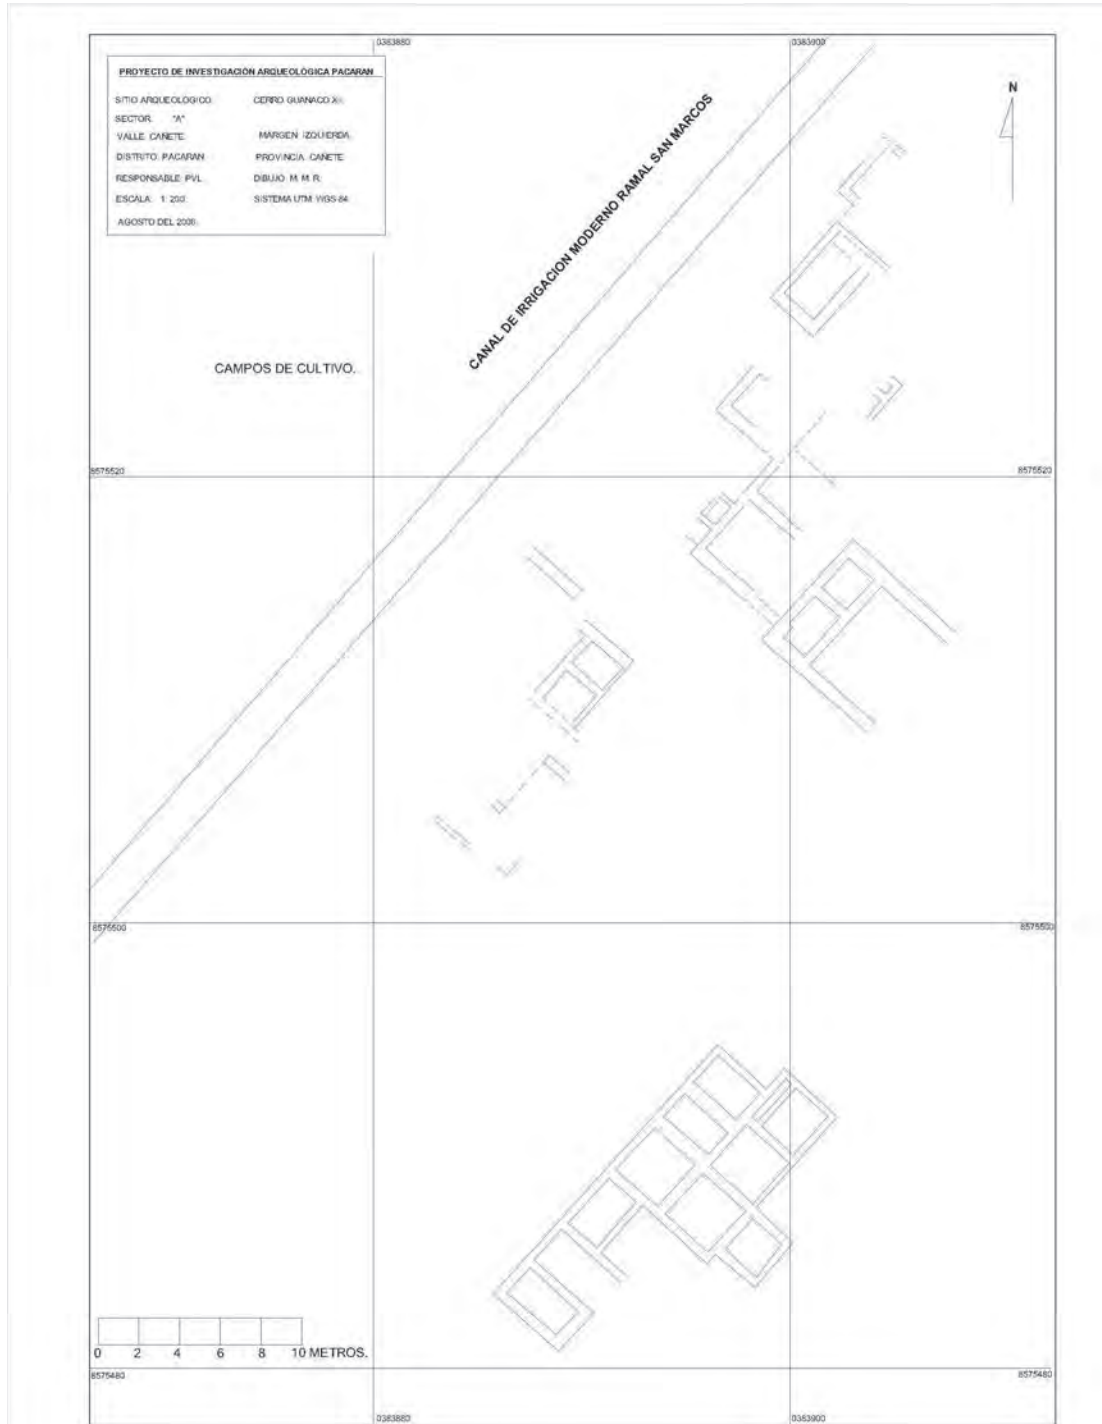 0383880
0383900
PROYECTO DE INVESTIGACIÓN ARQUEOLÓGICA PACARAN
SITIO ARQUEOLOGICO: CERRO GUANACO
SECTOR: "A"
VALLE: CAÑETE. MARGEN: IZQUIERDA.
DISTRITO: PACARAN PROVINCIA: CAÑETE.
RESPONSABLE: PVL. DIBUJO: M. M. R.
ESCALA: 1: 200. SISTEMA UTM: WGS-84
AGOSTO DEL
N
CANAL DE IRRIGACION MODERNO RAMAL SAN MARCOS
CAMPOS DE CULTIVO.
8575520
8575520
8575500
8575500
0 2 4 6 8 10 METROS.
8575480
8575480
0383880
0383900